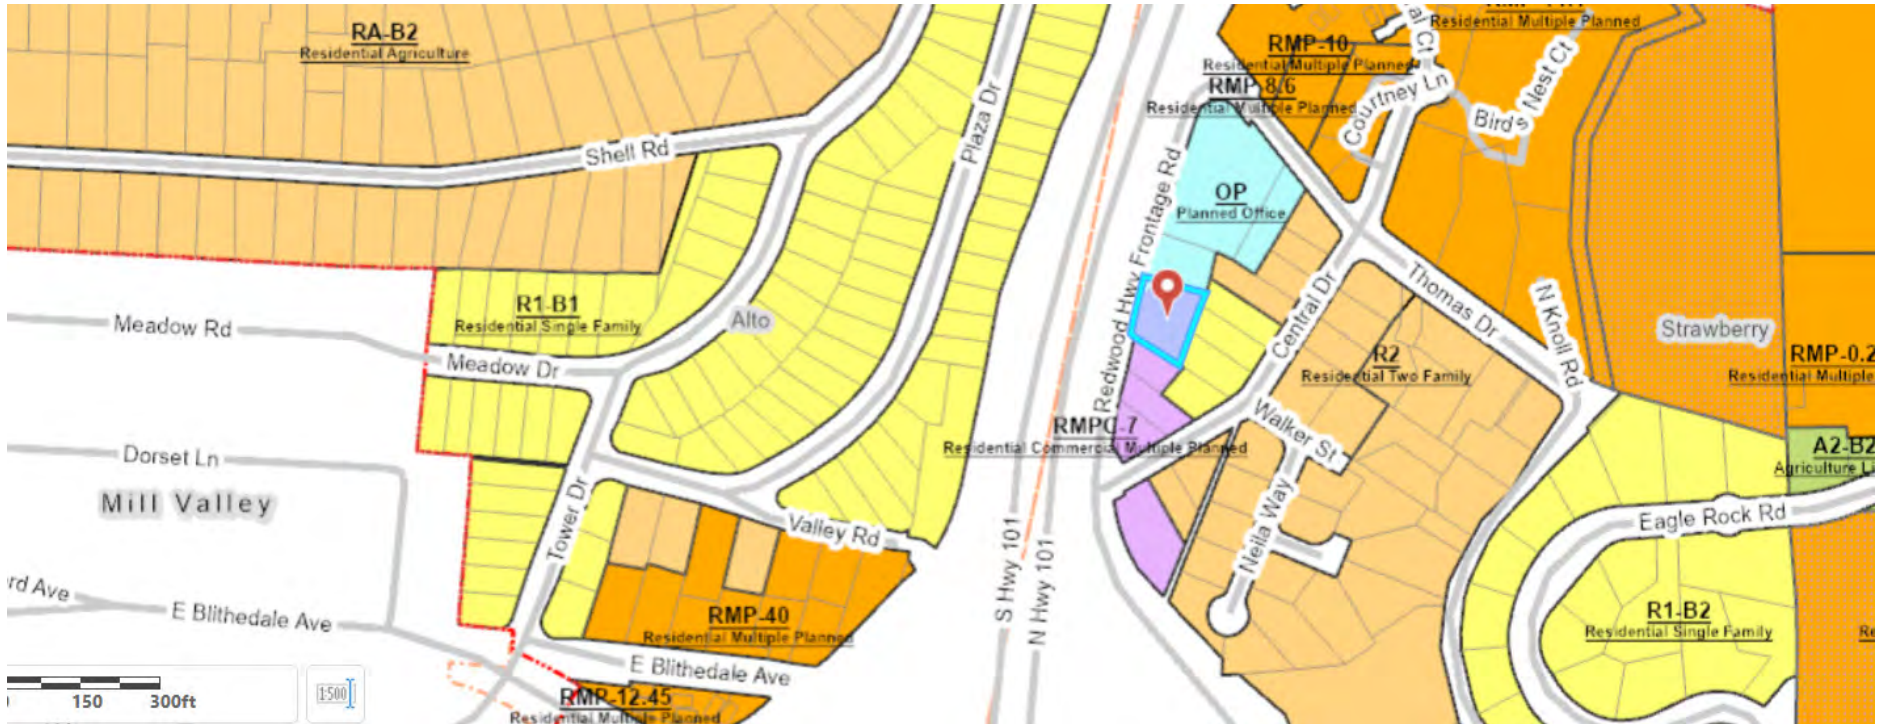 RA-B2
Residential Agriculture
Residential Multiple Planned
RMP-10
Residential Multiple Planned
RMP-8.6
Residential Multiple Planned
Courtney Ln
Bird's Nest Ct
Plaza Dr
Shell Rd
Redwood Hwy Frontage Rd
OP
Planned Office
R1-B1
Residential Single Family
Alto
Meadow Rd
Meadow Dr
Central Dr
Thomas Dr
N Knoll Rd
Strawberry
RMP-0.2
Residential Multiple
R2
Residential Two Family
Walker St
RMPC-7
Residential Commercial Multiple Planned
A2-B2
Dorset Ln
Mill Valley
Tower Dr
Valley Rd
Neila Way
Eagle Rock Rd
S Hwy 101
N Hwy 101
E Blithedale Ave
RMP-40
Residential Multiple Planned
R1-B2
Residential Single Family
E Blithedale Ave
RMP-12.45
Residential Multiple Planned
150 300ft
1:500